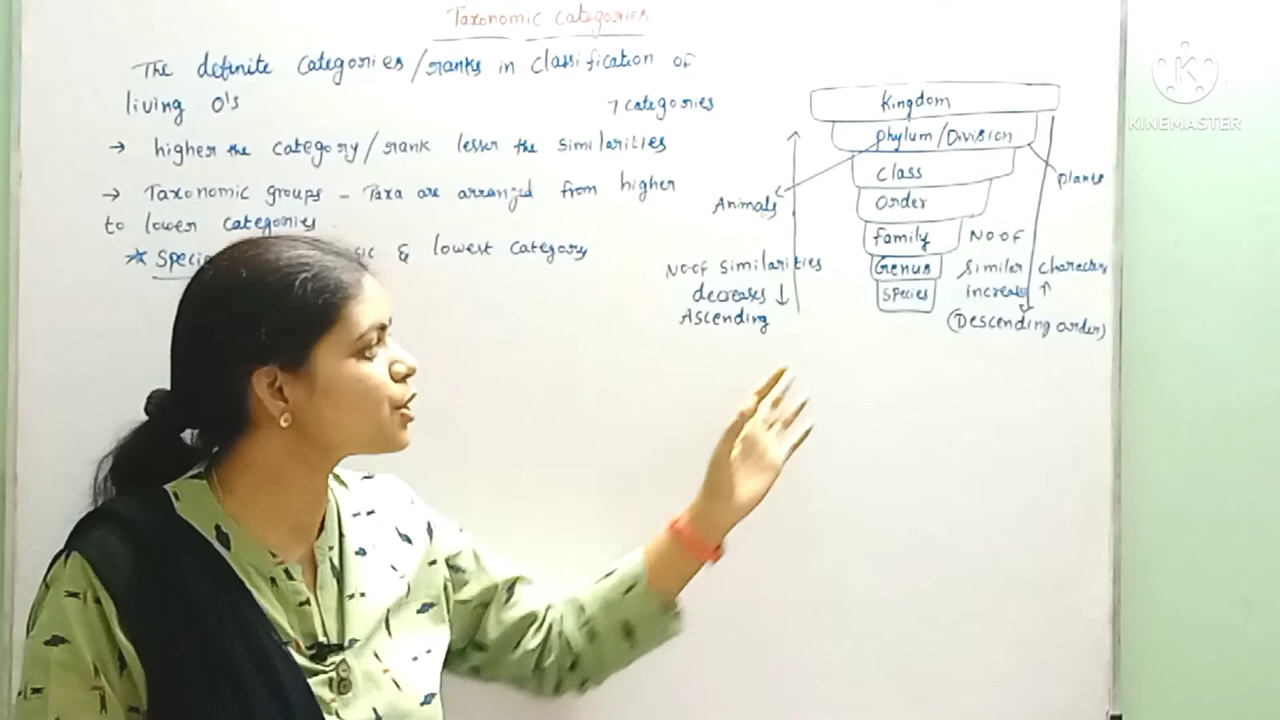 Taxonomic categories
The definite categories/ranks in classification of
living O's
7 categories
→ higher the category/rank lesser the similarities
→ Taxonomic groups - Taxa are arranged from higher
to lower categories
* & lowest category
Kingdom
phylum/Division
class
Order
family
Genus
species
Animals
plants
No of similarities
decreases ↓
Ascending
No of
Similar characters
increase ↑
(Descending order)
K
KINEMASTER